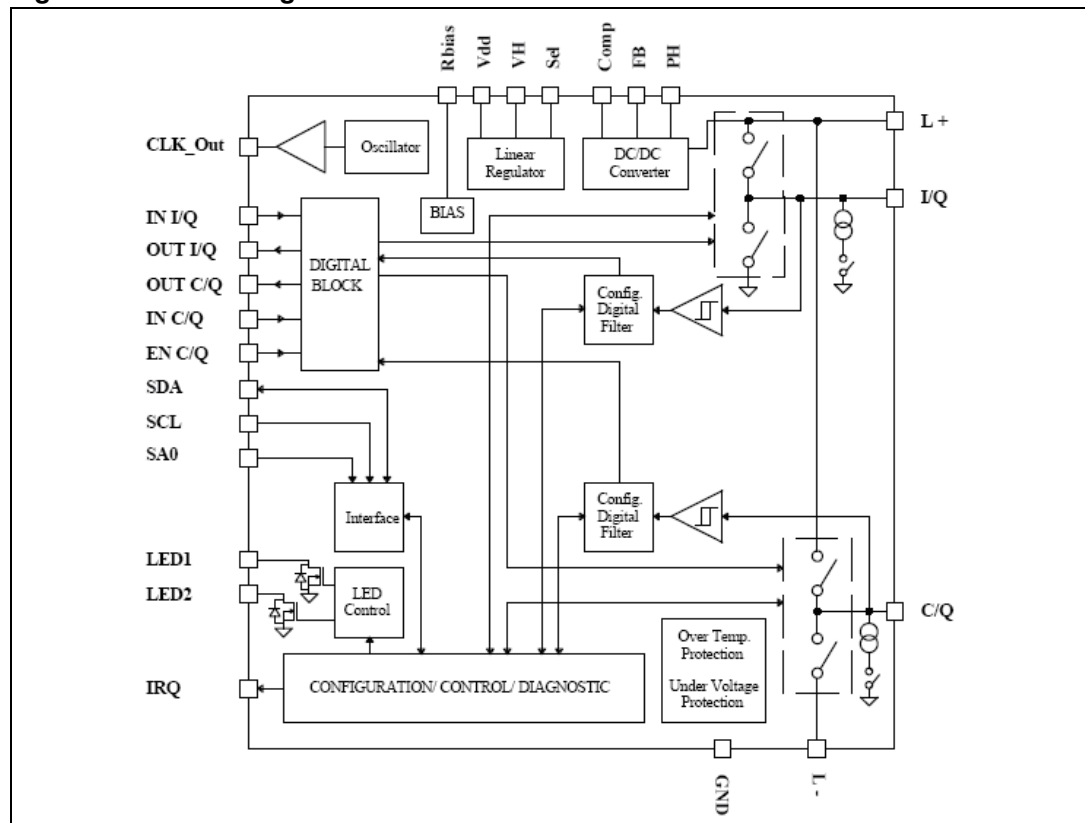 Rbias
Vdd
VH
Sel
Comp
FB
PH
CLK_Out
Oscillator
Linear
Regulator
DC/DC
Converter
L +
I/Q
BIAS
IN I/Q
OUT I/Q
OUT C/Q
IN C/Q
EN C/Q
DIGITAL
BLOCK
Config.
Digital
Filter
SDA
SCL
SA0
Interface
Config.
Digital
Filter
LED1
LED2
LED
Control
C/Q
Over Temp.
Protection
Under Voltage
Protection
IRQ
CONFIGURATION/ CONTROL/ DIAGNOSTIC
GND
L -